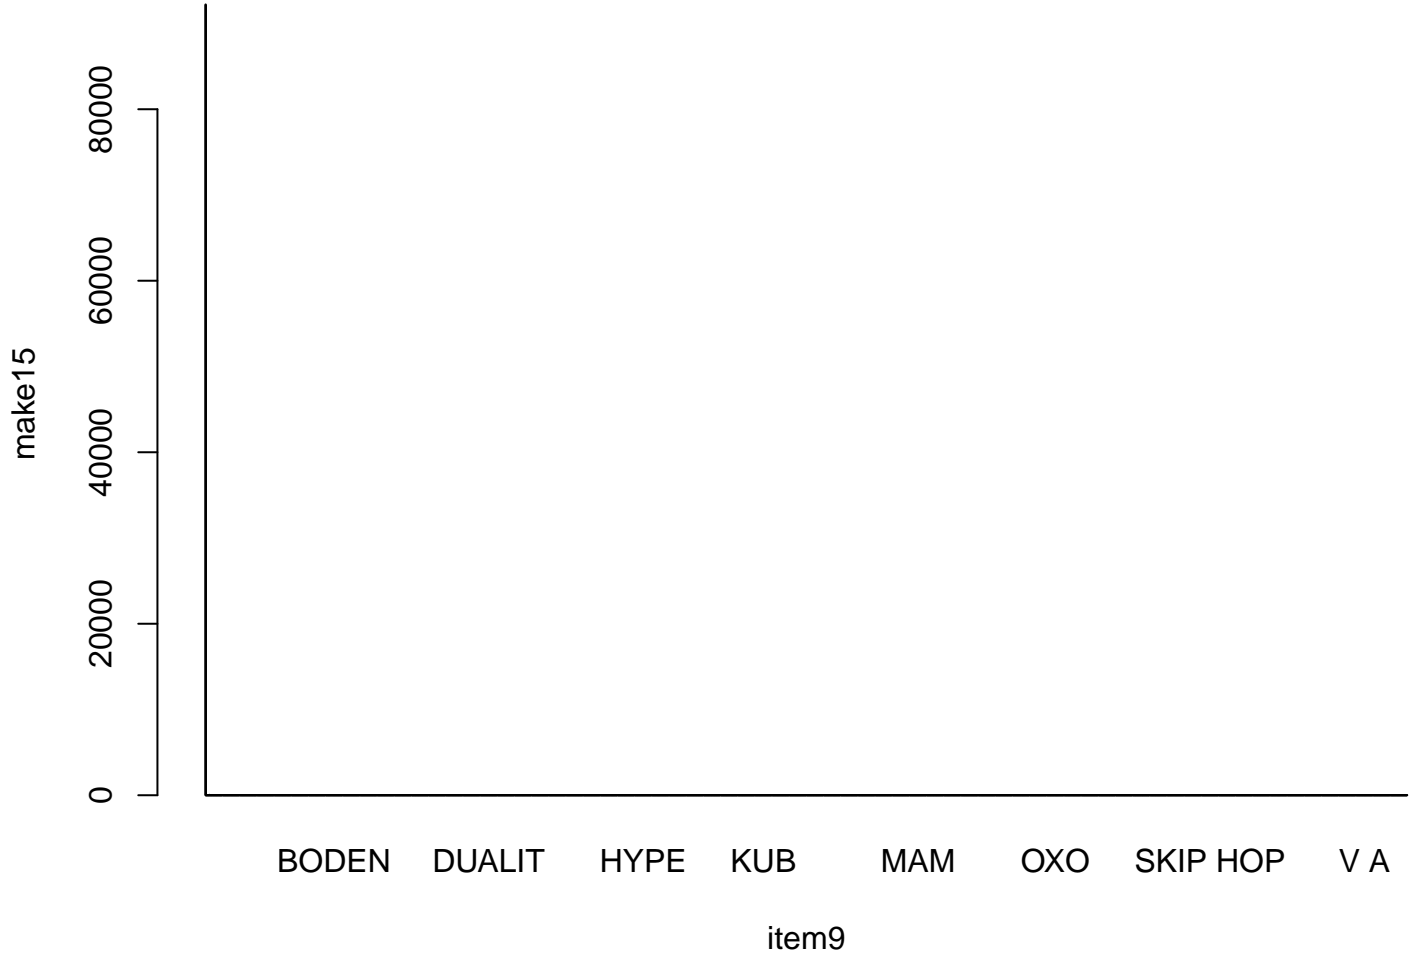 make15
80000
60000
40000
20000
0
BODEN DUALIT HYPE KUB MAM OXO SKIP HOP V A
item9